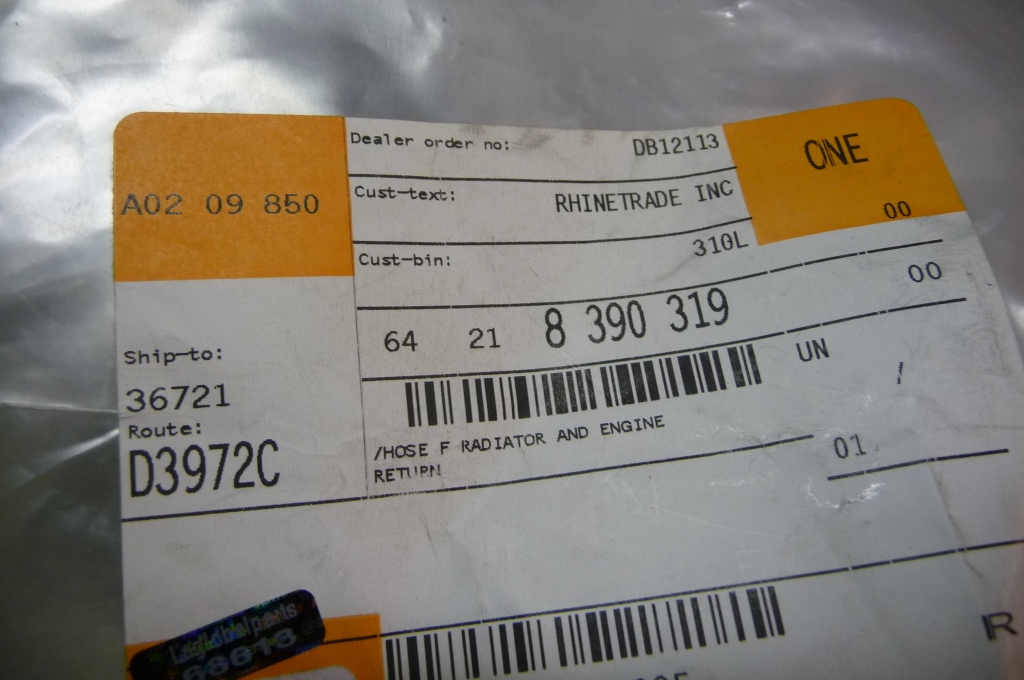 Dealer order no: DB12113
ONE
A02 09 850
Cust-text: RHINETRADE INC
00
Cust-bin: 310L
00
64 21 8 390 319
UN
Ship-to:
36721
/HOSE F RADIATOR AND ENGINE
RETURN
01
Route:
D3972C
R